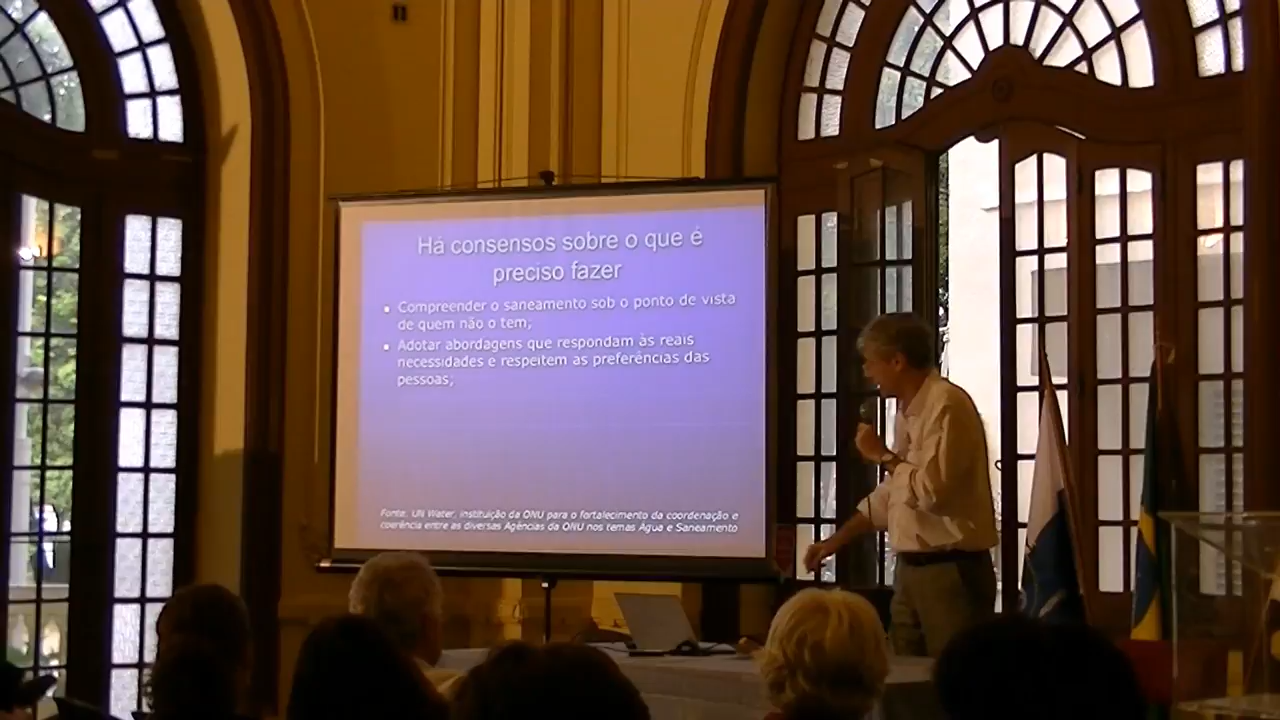 Há consensos sobre o que é
preciso fazer
Compreender o saneamento sob o ponto de vista
de quem não o tem;
Adotar abordagens que respondam às reais
necessidades e respeitem as preferências das
pessoas;
Fonte: UN Water, instituição da ONU para o fortalecimento da coordenação e
coerência entre as diversas Agências da ONU nos temas Água e Saneamento